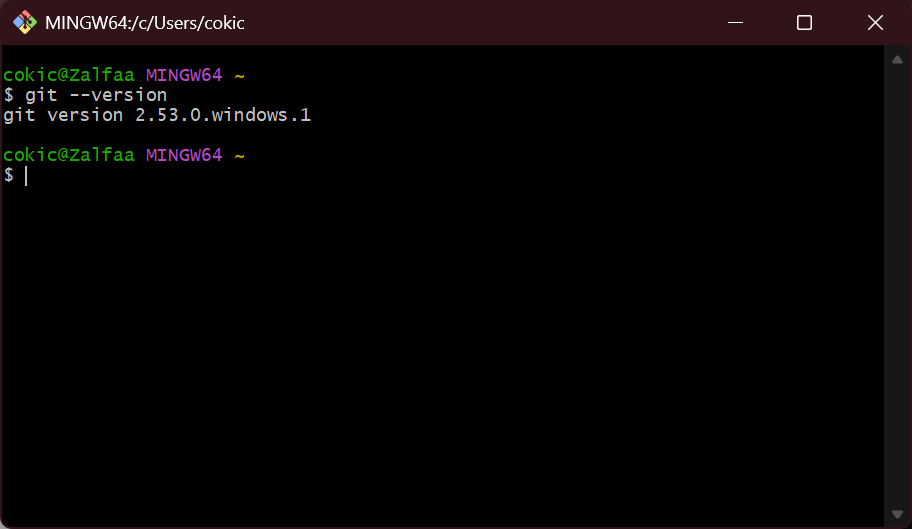 MINGW64:/c/Users/cokic
cokic@Zalfaa MINGW64 ~
$ git --version
git version 2.53.0.windows.1
cokic@Zalfaa MINGW64 ~
$